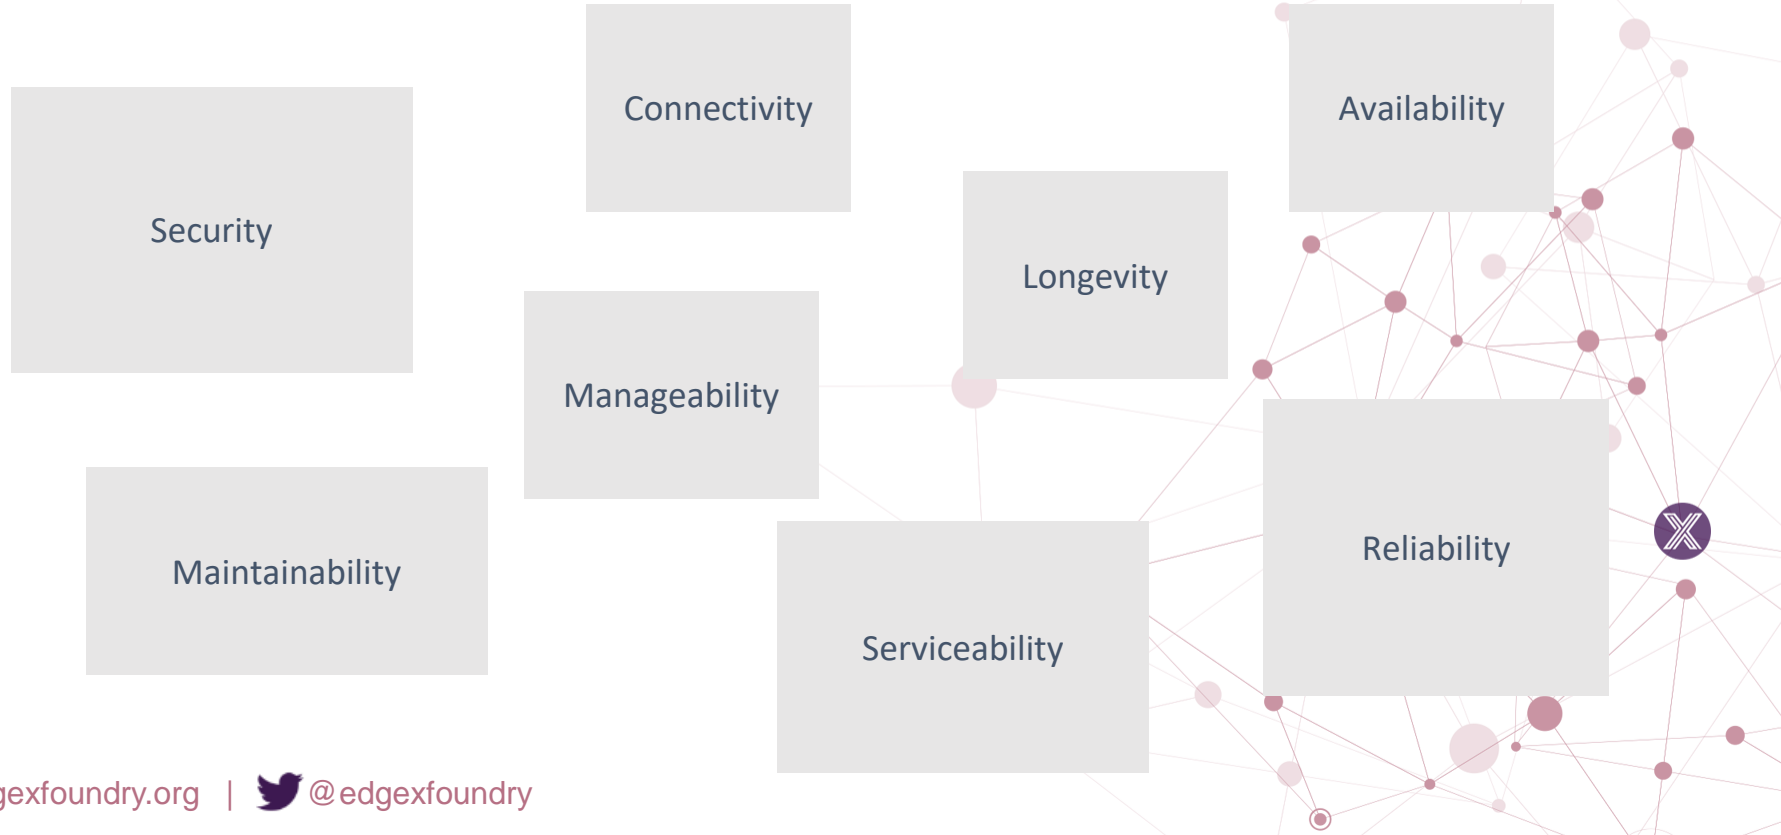 Connectivity
Availability
Security
Longevity
Manageability
Reliability
Maintainability
Serviceability
gexfoundry.org | @edgexfoundry